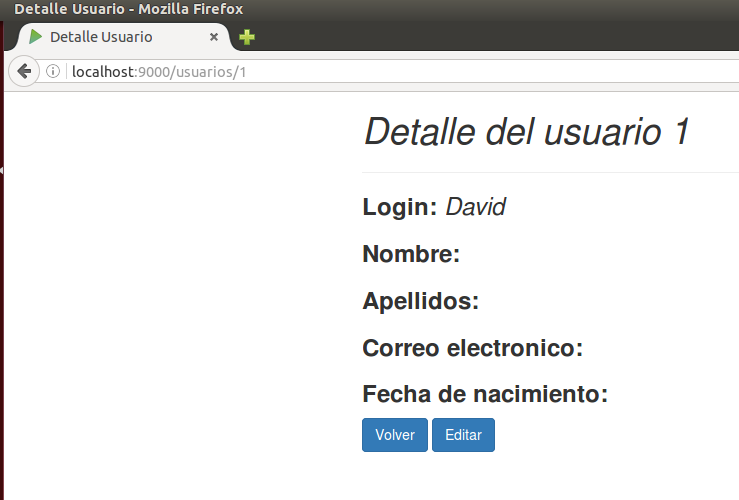 Detalle Usuario - Mozilla Firefox
Detalle Usuario
localhost:9000/usuarios/1
Detalle del usuario 1
Login: David
Nombre:
Apellidos:
Correo electronico:
Fecha de nacimiento:
Volver Editar